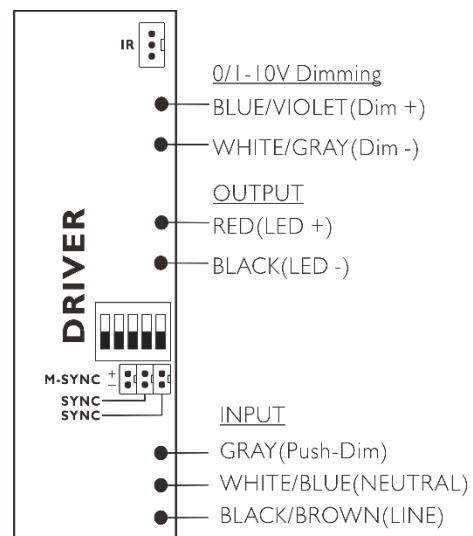 IR
0/1-10V Dimming
BLUE/VIOLET(Dim +)
WHITE/GRAY(Dim -)
OUTPUT
RED(LED +)
BLACK(LED -)
DRIVER
M-SYNC + -
SYNC
SYNC
INPUT
GRAY(Push-Dim)
WHITE/BLUE(NEUTRAL)
BLACK/BROWN(LINE)